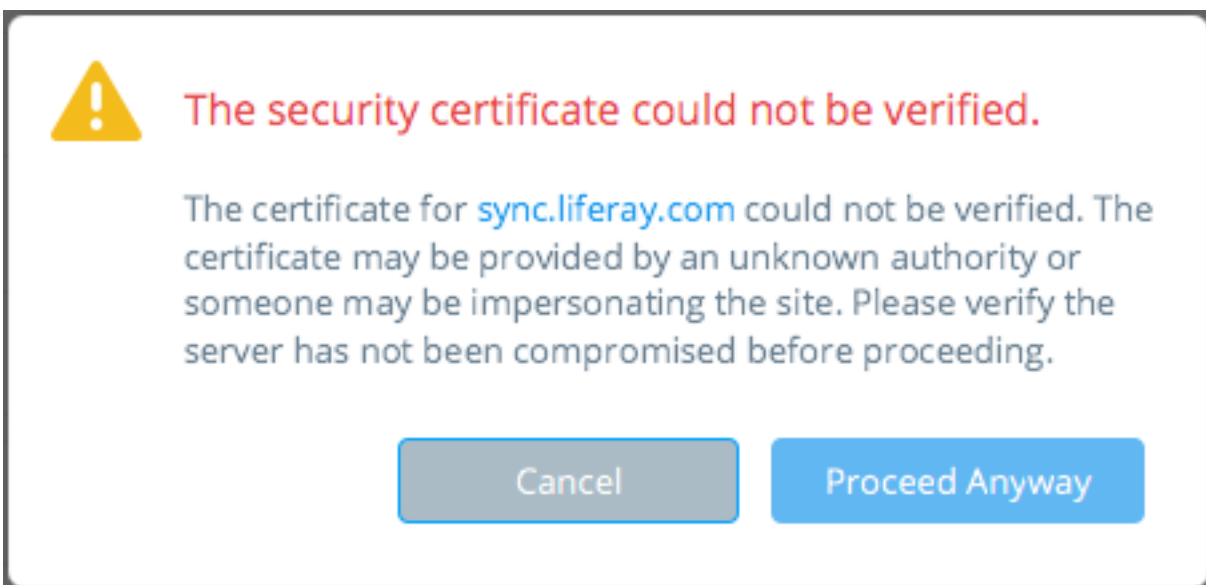 The security certificate could not be verified.
The certificate for sync.liferay.com could not be verified. The
certificate may be provided by an unknown authority or
someone may be impersonating the site. Please verify the
server has not been compromised before proceeding.
Cancel
Proceed Anyway